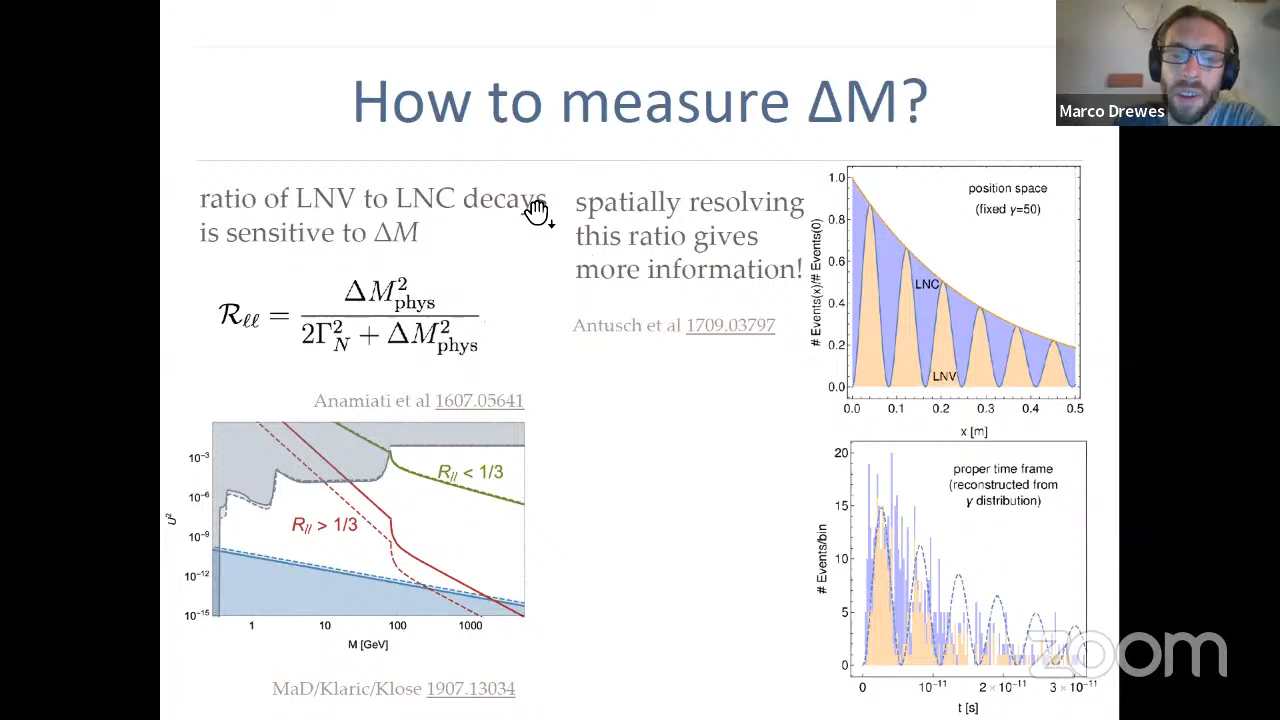 How to measure ΔM?
Marco Drewes
ratio of LNV to LNC decays
is sensitive to ΔM
ℛℓℓ = ΔM²phys / (2Γ²N + ΔM²phys)
Anamiati et al 1607.05641
10⁻³
10⁻⁶
10⁻⁹
10⁻¹²
10⁻¹⁵
U²
Rll < 1/3
Rll > 1/3
1 10 100 1000
M [GeV]
MaD/Klaric/Klose 1907.13034
spatially resolving
this ratio gives
more information!
Antusch et al 1709.03797
position space
(fixed γ=50)
1.0
0.8
0.6
0.4
0.2
0.0
# Events(x)/# Events(0)
LNC
LNV
0.0 0.1 0.2 0.3 0.4 0.5
x [m]
proper time frame
(reconstructed from
γ distribution)
20
15
10
5
0
# Events/bin
0 10⁻¹¹ 2×10⁻¹¹ 3×10⁻¹¹
t [s]
zoom